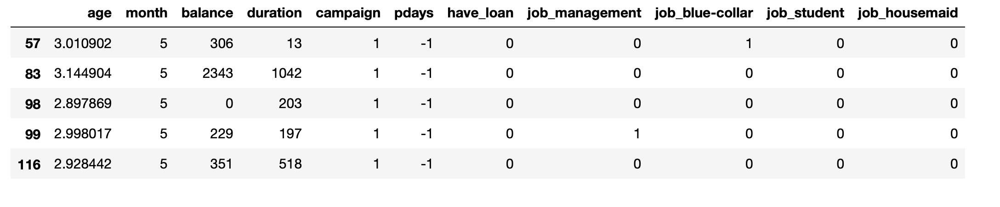 age month balance duration campaign pdays have_loan job_management job_blue-collar job_student job_housemaid
57 3.010902 5 306 13 1 -1 0 0 1 0 0
83 3.144904 5 2343 1042 1 -1 0 0 0 0 0
98 2.897869 5 0 203 1 -1 0 0 0 0 0
99 2.998017 5 229 197 1 -1 0 1 0 0 0
116 2.928442 5 351 518 1 -1 0 0 0 0 0